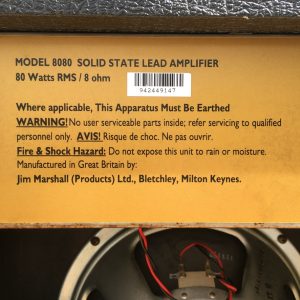 MODEL 8080 SOLID STATE LEAD AMPLIFIER
80 Watts RMS / 8 ohm
942449147
Where applicable, This Apparatus Must Be Earthed
WARNING! No user serviceable parts inside; refer servicing to qualified
personnel only. AVIS! Risque de choc. Ne pas ouvrir.
Fire & Shock Hazard: Do not expose this unit to rain or moisture.
Manufactured in Great Britain by:
Jim Marshall (Products) Ltd., Bletchley, Milton Keynes.